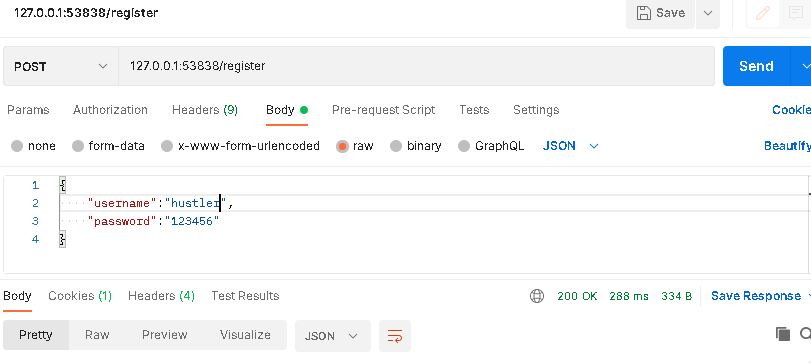 127.0.0.1:53838/register
Save
POST 127.0.0.1:53838/register Send
Params Authorization Headers (9) Body Pre-request Script Tests Settings Cookie
none form-data x-www-form-urlencoded raw binary GraphQL JSON Beautify
1 {
2 "username":"hustler",
3 "password":"123456"
4 }
Body Cookies (1) Headers (4) Test Results 200 OK 288 ms 334 B Save Response
Pretty Raw Preview Visualize JSON